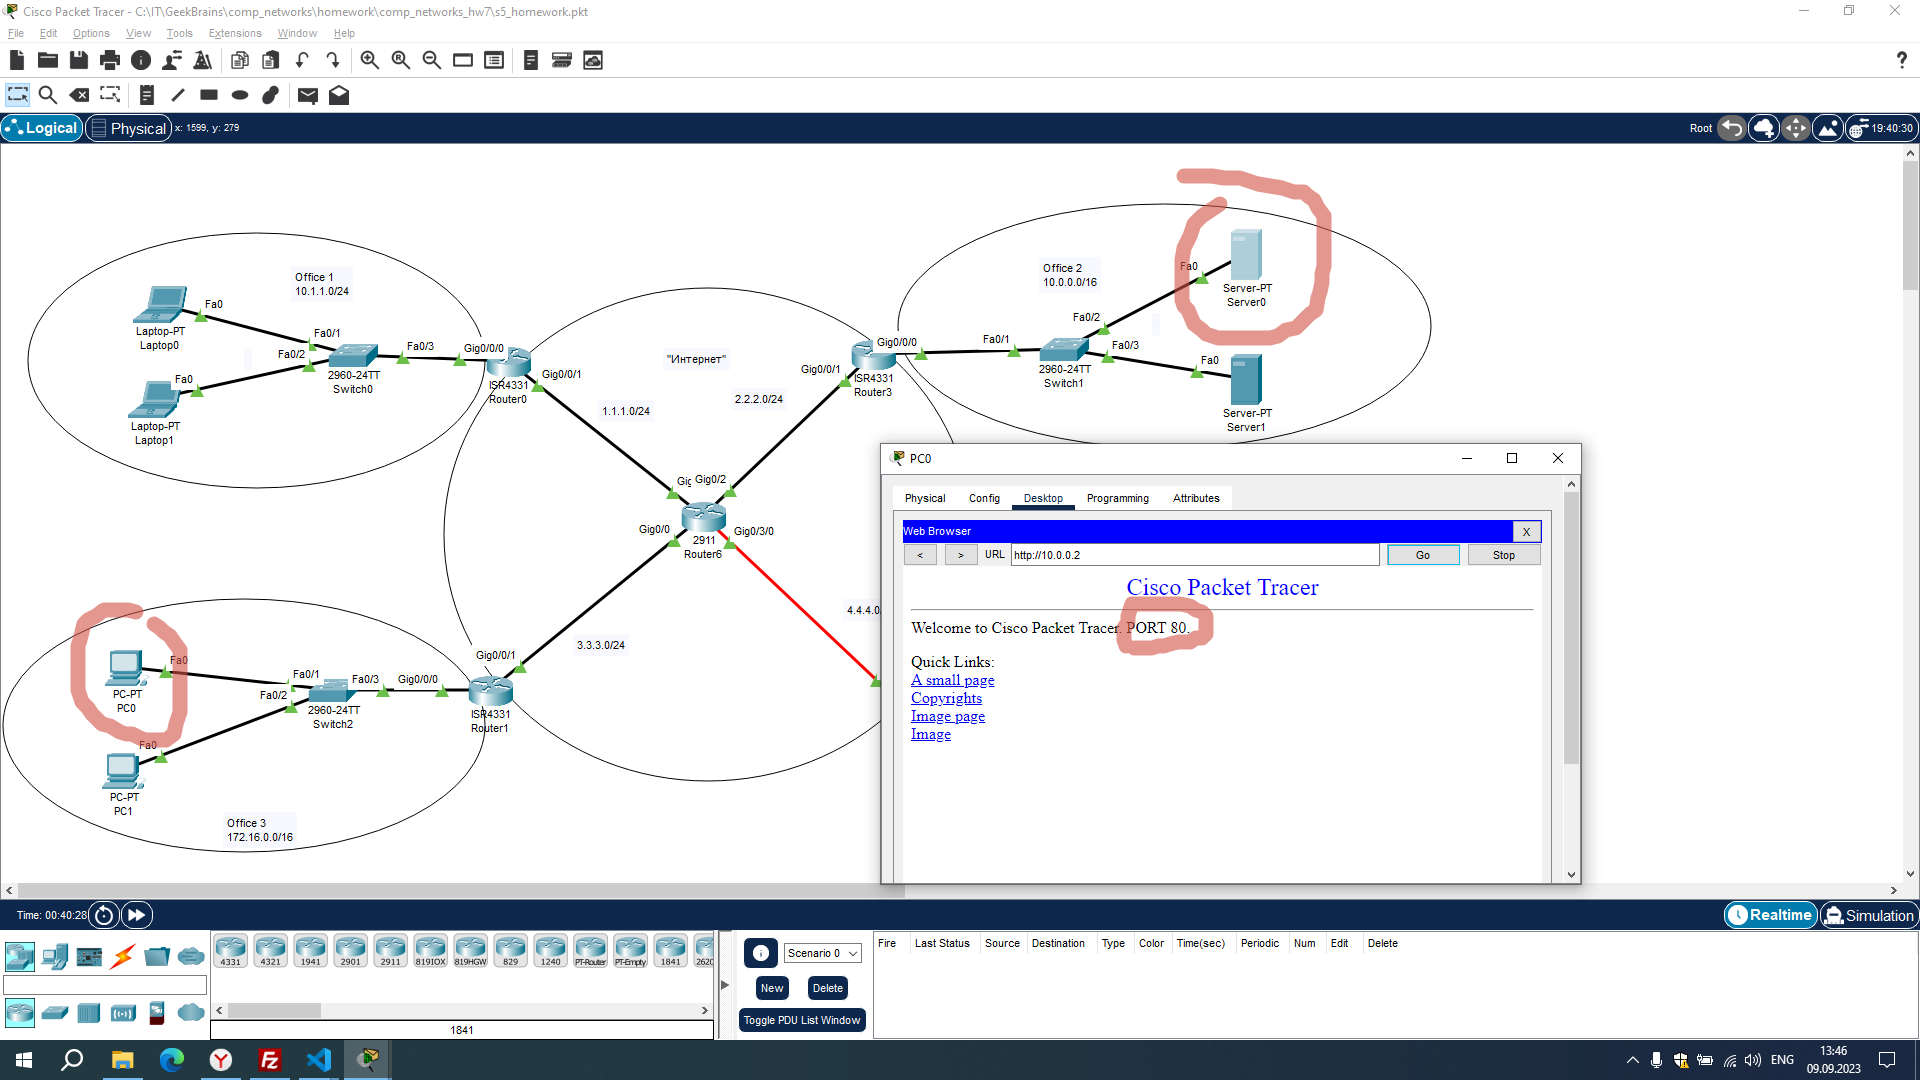 Cisco Packet Tracer - C:\IT\GeekBrains\comp_networks\homework\comp_networks_hw7\s5_homework.pkt
File Edit Options View Tools Extensions Window Help
Logical Physical x: 1599, y: 279 Root 19:40:30
Office 1
10.1.1.0/24
Fa0
Laptop-PT
Laptop0
Fa0/1
Fa0/2
Fa0/3
Gig0/0/0
2960-24TT
Switch0
Fa0
Laptop-PT
Laptop1
ISR4331
Router0
Gig0/0/1
"Интернет"
1.1.1.0/24
2.2.2.0/24
Gig0/0/1
Gig0/0/0
ISR4331
Router3
Office 2
10.0.0.0/16
Fa0
Server-PT
Server0
Fa0/2
Fa0/1
Fa0/3
2960-24TT
Switch1
Fa0
Server-PT
Server1
Gig0/2
Gig0/0
Gig0/3/0
2911
Router6
4.4.4.0
3.3.3.0/24
Gig0/0/1
Fa0
PC-PT
PC0
Fa0/1
Fa0/2
Fa0/3
Gig0/0/0
2960-24TT
Switch2
ISR4331
Router1
Fa0
PC-PT
PC1
Office 3
172.16.0.0/16
PC0
Physical Config Desktop Programming Attributes
Web Browser X
< > URL http://10.0.0.2 Go Stop
Cisco Packet Tracer
Welcome to Cisco Packet Tracer. PORT 80.
Quick Links:
A small page
Copyrights
Image page
Image
Time: 00:40:28 Realtime Simulation
4331 4321 1941 2901 2911 819IOX 819HGW 829 1240 PT-Router PT-Empty 1841
1841
Scenario 0
New Delete
Toggle PDU List Window
Fire Last Status Source Destination Type Color Time(sec) Periodic Num Edit Delete
ENG
13:46
09.09.2023